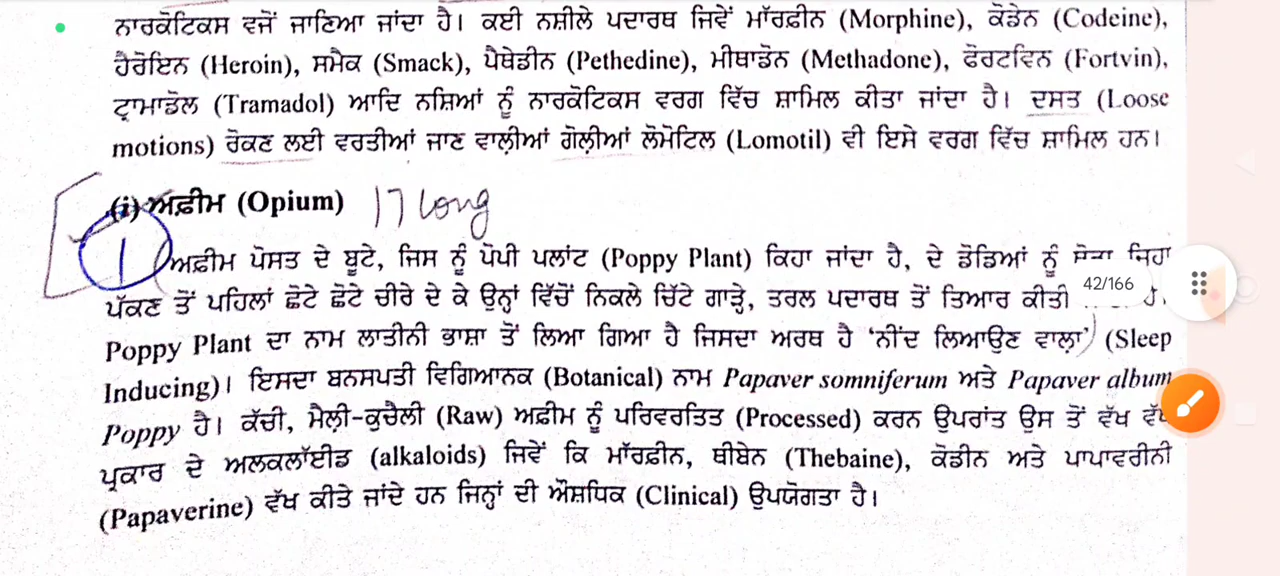 ਨਾਰਕੋਟਿਕਸ ਵਜੋਂ ਜਾਣਿਆ ਜਾਂਦਾ ਹੈ। ਕਈ ਨਸ਼ੀਲੇ ਪਦਾਰਥ ਜਿਵੇਂ ਮਾੱਰਫ਼ੀਨ (Morphine), ਕੋਡੇਨ (Codeine),
ਹੈਰੋਇਨ (Heroin), ਸਮੈਕ (Smack), ਪੈਥੇਡੀਨ (Pethedine), ਮੀਥਾਡੋਨ (Methadone), ਫੋਰਟਵਿਨ (Fortvin),
ਟ੍ਰਾਮਾਡੋਲ (Tramadol) ਆਦਿ ਨਸ਼ਿਆਂ ਨੂੰ ਨਾਰਕੋਟਿਕਸ ਵਰਗ ਵਿੱਚ ਸ਼ਾਮਿਲ ਕੀਤਾ ਜਾਂਦਾ ਹੈ। ਦਸਤ (Loose
motions) ਰੋਕਣ ਲਈ ਵਰਤੀਆਂ ਜਾਣ ਵਾਲ਼ੀਆਂ ਗੋਲ਼ੀਆਂ ਲੋਮੋਟਿਲ (Lomotil) ਵੀ ਇਸੇ ਵਰਗ ਵਿੱਚ ਸ਼ਾਮਿਲ ਹਨ।
(i) ਅਫ਼ੀਮ (Opium) 17 long
1 ਅਫ਼ੀਮ ਪੋਸਤ ਦੇ ਬੂਟੇ, ਜਿਸ ਨੂੰ ਪੋਪੀ ਪਲਾਂਟ (Poppy Plant) ਕਿਹਾ ਜਾਂਦਾ ਹੈ, ਦੇ ਡੋਡਿਆਂ ਨੂੰ ਜਿਹਾ
42/166
ਪੱਕਣ ਤੋਂ ਪਹਿਲਾਂ ਛੋਟੇ ਛੋਟੇ ਚੀਰੇ ਦੇ ਕੇ ਉਨ੍ਹਾਂ ਵਿੱਚੋਂ ਨਿਕਲੇ ਚਿੱਟੇ ਗਾੜ੍ਹੇ, ਤਰਲ ਪਦਾਰਥ ਤੋਂ ਤਿਆਰ ਕੀਤੀ ਹੈ।
Poppy Plant ਦਾ ਨਾਮ ਲਾਤੀਨੀ ਭਾਸ਼ਾ ਤੋਂ ਲਿਆ ਗਿਆ ਹੈ ਜਿਸਦਾ ਅਰਥ ਹੈ ‘ਨੀਂਦ ਲਿਆਉਣ ਵਾਲ਼ਾ’ (Sleep
Inducing)। ਇਸਦਾ ਬਨਸਪਤੀ ਵਿਗਿਆਨਕ (Botanical) ਨਾਮ Papaver somniferum ਅਤੇ Papaver album
Poppy ਹੈ। ਕੱਚੀ, ਮੈਲ਼ੀ-ਕੁਚੈਲੀ (Raw) ਅਫ਼ੀਮ ਨੂੰ ਪਰਿਵਰਤਿਤ (Processed) ਕਰਨ ਉਪਰਾਂਤ ਉਸ ਤੋਂ ਵੱਖ ਵੱਖ
ਪ੍ਰਕਾਰ ਦੇ ਅਲਕਲਾੱਈਡ (alkaloids) ਜਿਵੇਂ ਕਿ ਮਾੱਰਫ਼ੀਨ, ਥੀਬੇਨ (Thebaine), ਕੋਡੀਨ ਅਤੇ ਪਾਪਾਵਰੀਨੀ
(Papaverine) ਵੱਖ ਕੀਤੇ ਜਾਂਦੇ ਹਨ ਜਿਨ੍ਹਾਂ ਦੀ ਔਸ਼ਧਿਕ (Clinical) ਉਪਯੋਗਤਾ ਹੈ।